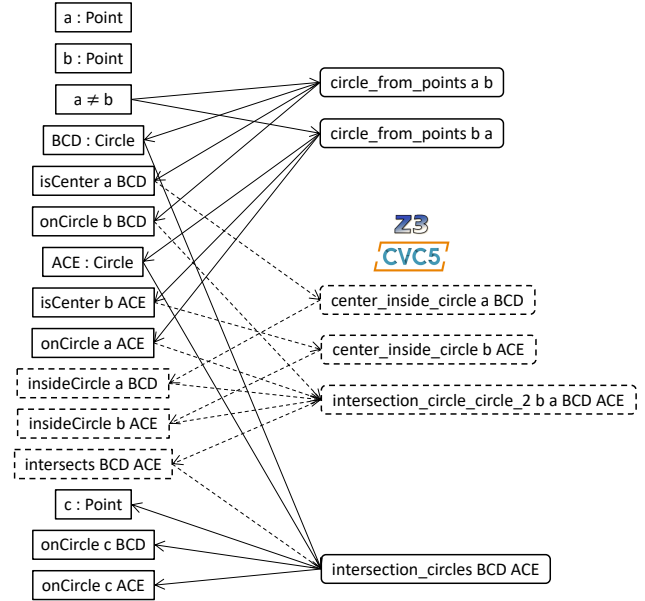 a : Point
b : Point
a ≠ b
BCD : Circle
isCenter a BCD
onCircle b BCD
ACE : Circle
isCenter b ACE
onCircle a ACE
insideCircle a BCD
insideCircle b ACE
intersects BCD ACE
c : Point
onCircle c BCD
onCircle c ACE
circle_from_points a b
circle_from_points b a
Z3
CVC5
center_inside_circle a BCD
center_inside_circle b ACE
intersection_circle_circle_2 b a BCD ACE
intersection_circles BCD ACE